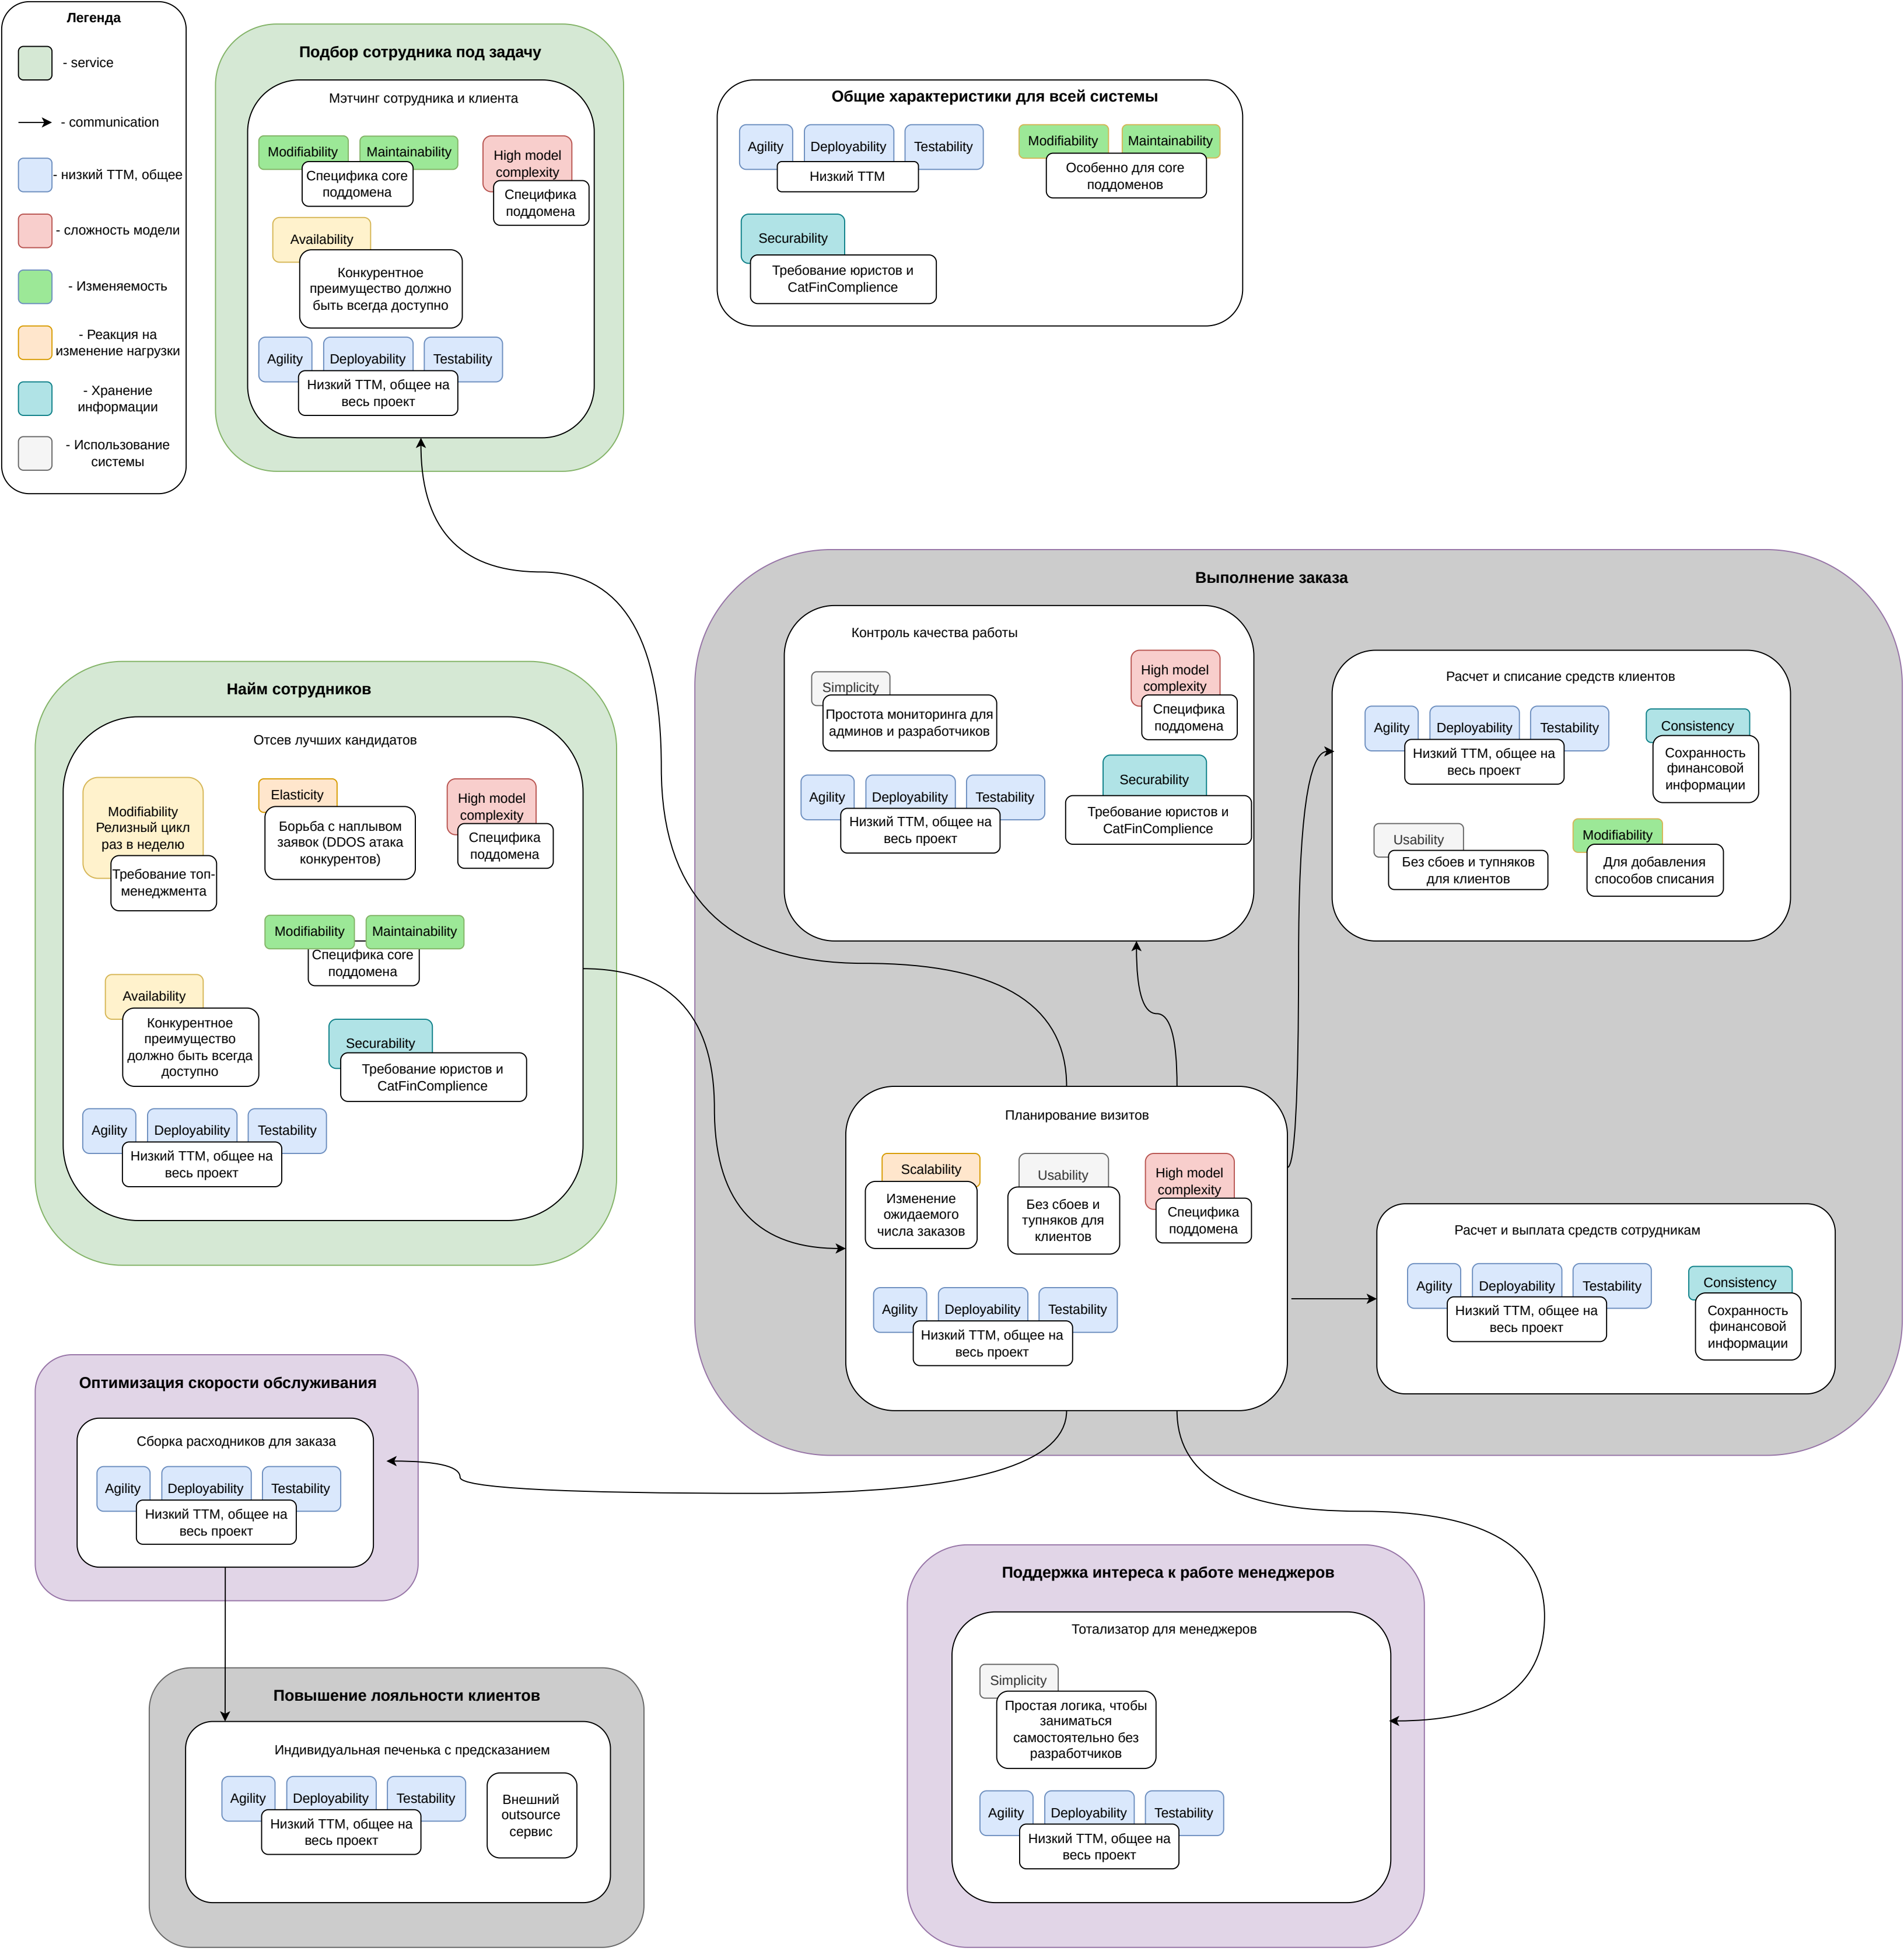 Легенда
- service
- communication
- низкий TTM, общее
- сложность модели
- Изменяемость
- Реакция на
изменение нагрузки
- Хранение
информации
- Использование
системы
Подбор сотрудника под задачу
Мэтчинг сотрудника и клиента
Modifiability
Maintainability
Специфика core
поддомена
High model
complexity
Специфика
поддомена
Availability
Конкурентное
преимущество должно
быть всегда доступно
Agility
Deployability
Testability
Низкий TTM, общее на
весь проект
Общие характеристики для всей системы
Agility
Deployability
Testability
Низкий TTM
Modifiability
Maintainability
Особенно для core
поддоменов
Securability
Требование юристов и
CatFinComplience
Найм сотрудников
Отсев лучших кандидатов
Modifiability
Релизный цикл
раз в неделю
Требование топ-
менеджмента
Elasticity
Борьба с наплывом
заявок (DDOS атака
конкурентов)
High model
complexity
Специфика
поддомена
Modifiability
Maintainability
Специфика core
поддомена
Availability
Конкурентное
преимущество
должно быть всегда
доступно
Securability
Требование юристов и
CatFinComplience
Agility
Deployability
Testability
Низкий TTM, общее на
весь проект
Выполнение заказа
Контроль качества работы
Simplicity
Простота мониторинга для
админов и разработчиков
High model
complexity
Специфика
поддомена
Agility
Deployability
Testability
Низкий TTM, общее на
весь проект
Securability
Требование юристов и
CatFinComplience
Расчет и списание средств клиентов
Agility
Deployability
Testability
Низкий TTM, общее на
весь проект
Consistency
Сохранность
финансовой
информации
Usability
Без сбоев и тупняков
для клиентов
Modifiability
Для добавления
способов списания
Планирование визитов
Scalability
Изменение
ожидаемого
числа заказов
Usability
Без сбоев и
тупняков для
клиентов
High model
complexity
Специфика
поддомена
Agility
Deployability
Testability
Низкий TTM, общее на
весь проект
Расчет и выплата средств сотрудникам
Agility
Deployability
Testability
Низкий TTM, общее на
весь проект
Consistency
Сохранность
финансовой
информации
Оптимизация скорости обслуживания
Сборка расходников для заказа
Agility
Deployability
Testability
Низкий TTM, общее на
весь проект
Повышение лояльности клиентов
Индивидуальная печенька с предсказанием
Agility
Deployability
Testability
Низкий TTM, общее на
весь проект
Внешний
outsource
сервис
Поддержка интереса к работе менеджеров
Тотализатор для менеджеров
Simplicity
Простая логика, чтобы
заниматься
самостоятельно без
разработчиков
Agility
Deployability
Testability
Низкий TTM, общее на
весь проект